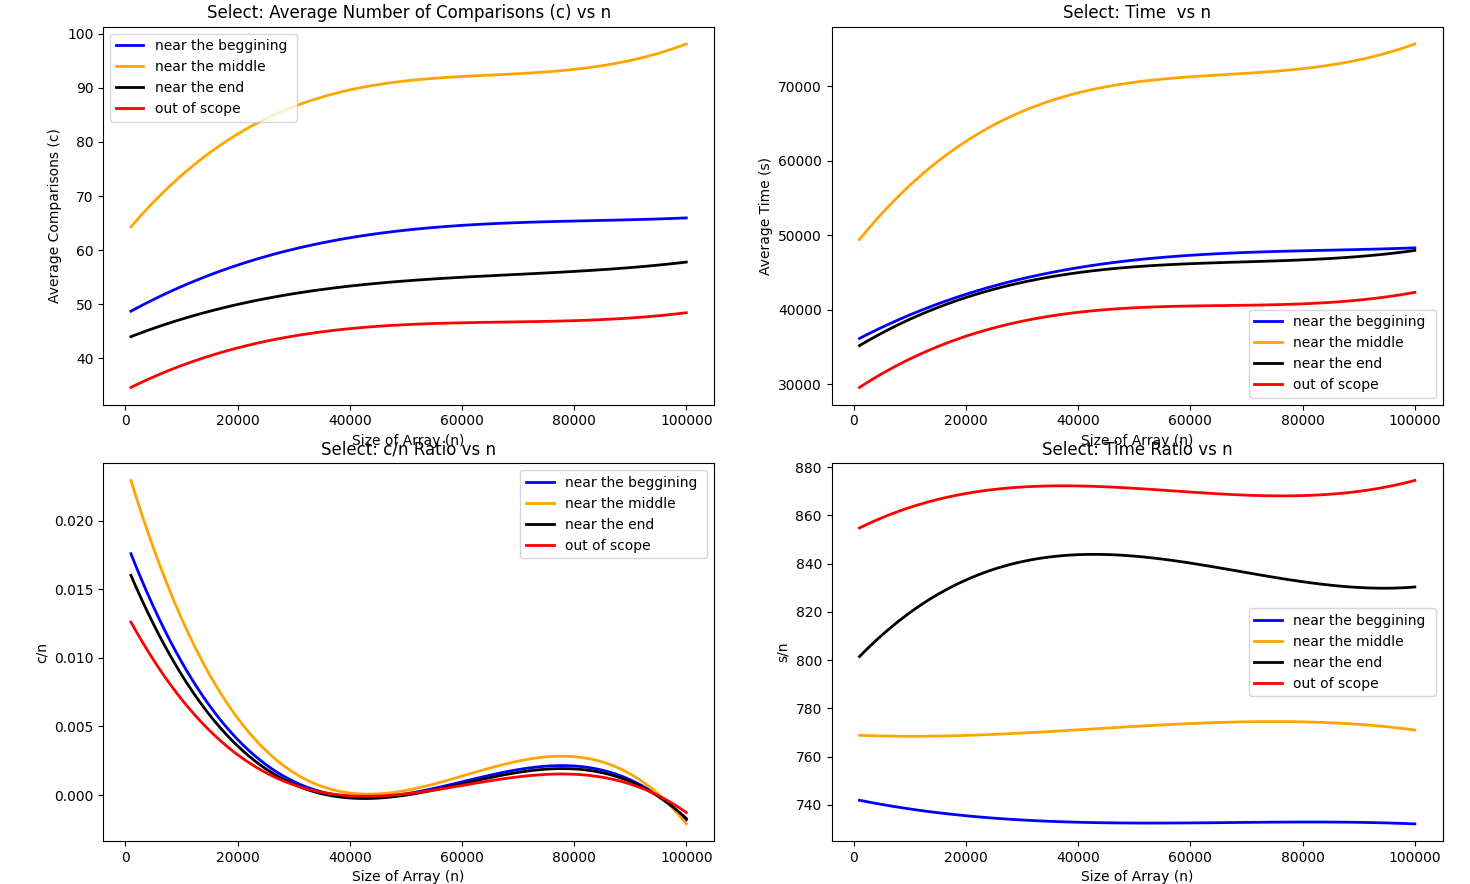 Select: Average Number of Comparisons (c) vs n
100
90
80
70
60
50
40
Average Comparisons (c)
near the beggining
near the middle
near the end
out of scope
0 20000 40000 60000 80000 100000
Size of Array (n)
Select: Time  vs n
70000
60000
50000
40000
30000
Average Time (s)
near the beggining
near the middle
near the end
out of scope
0 20000 40000 60000 80000 100000
Size of Array (n)
Select: c/n Ratio vs n
0.020
0.015
0.010
0.005
0.000
c/n
near the beggining
near the middle
near the end
out of scope
0 20000 40000 60000 80000 100000
Size of Array (n)
Select: Time Ratio vs n
880
860
840
820
800
780
760
740
s/n
near the beggining
near the middle
near the end
out of scope
0 20000 40000 60000 80000 100000
Size of Array (n)